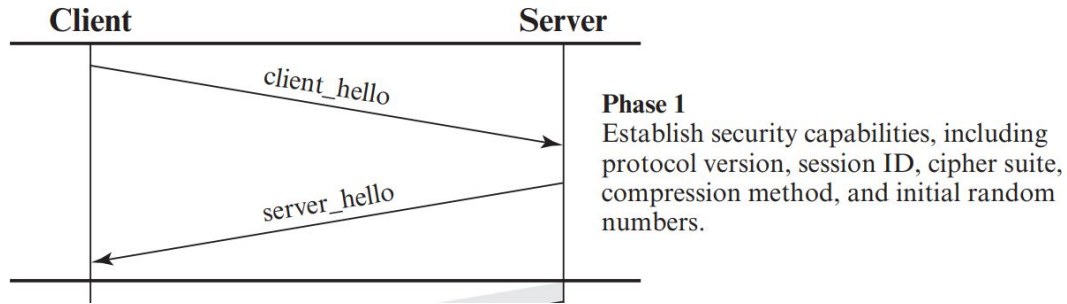 Client Server
client_hello
Phase 1
Establish security capabilities, including
protocol version, session ID, cipher suite,
compression method, and initial random
numbers.
server_hello